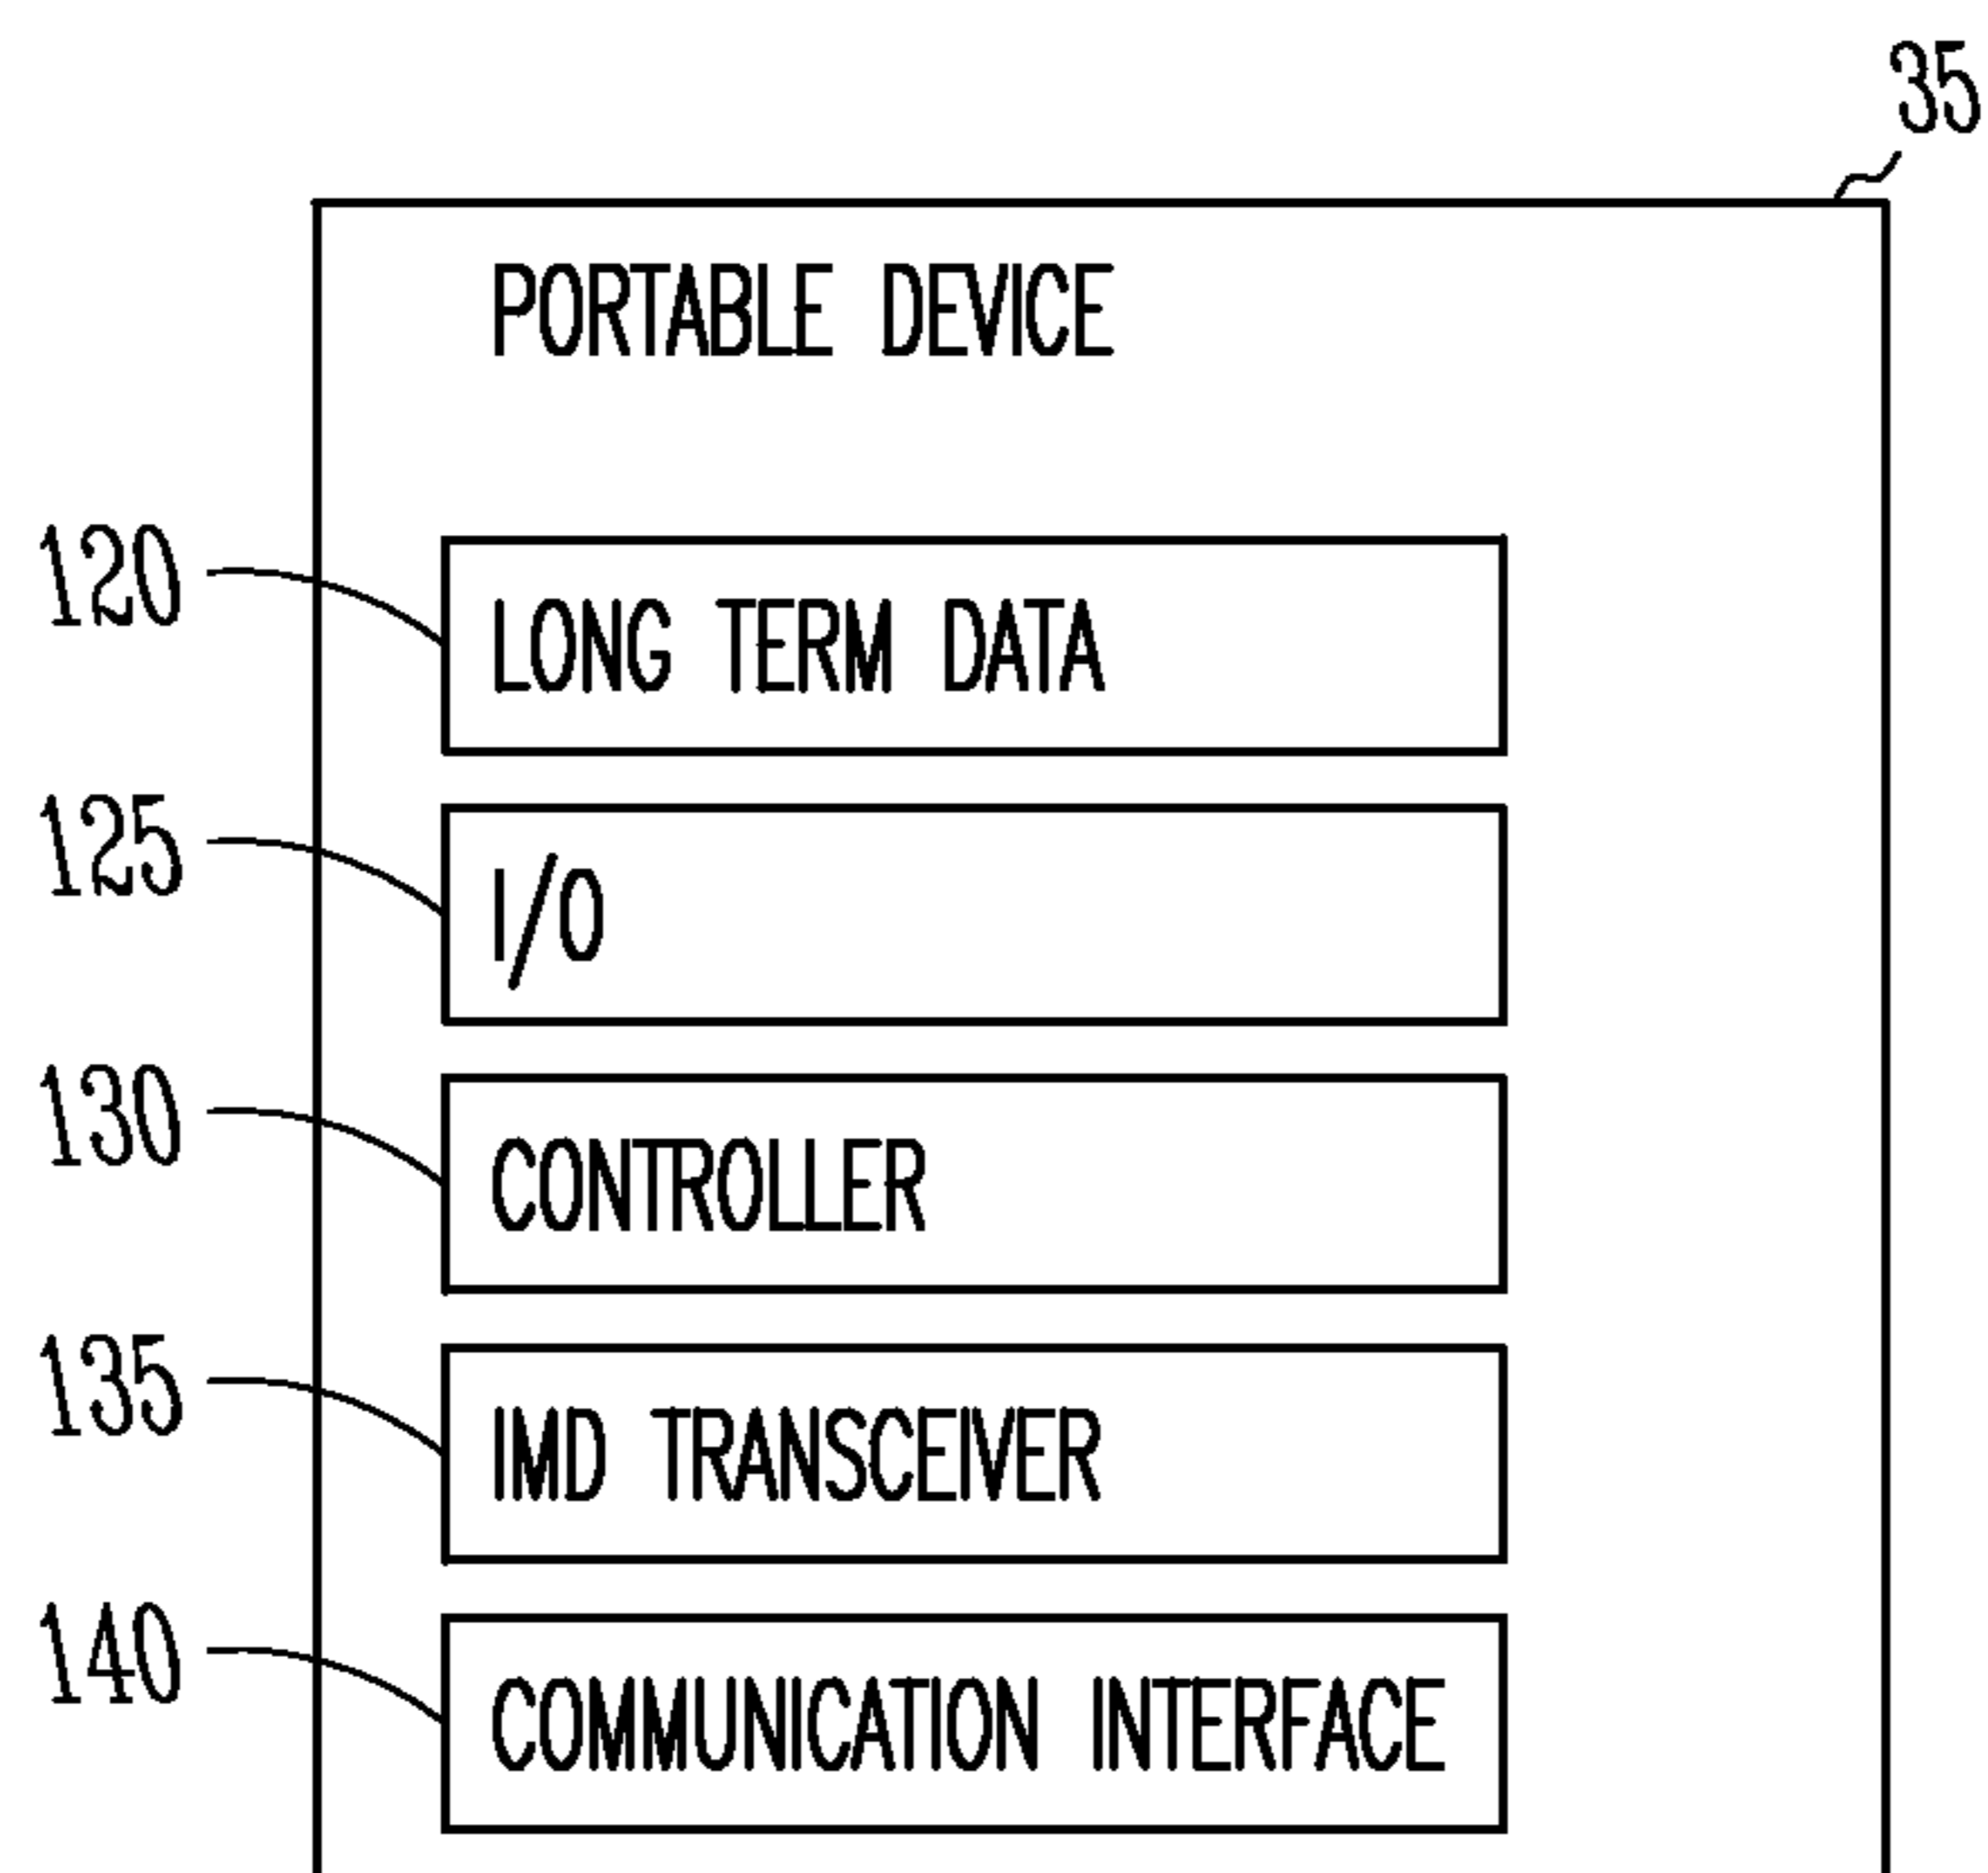 35
PORTABLE DEVICE
120
LONG TERM DATA
125
I/O
130
CONTROLLER
135
IMD TRANSCEIVER
140
COMMUNICATION INTERFACE